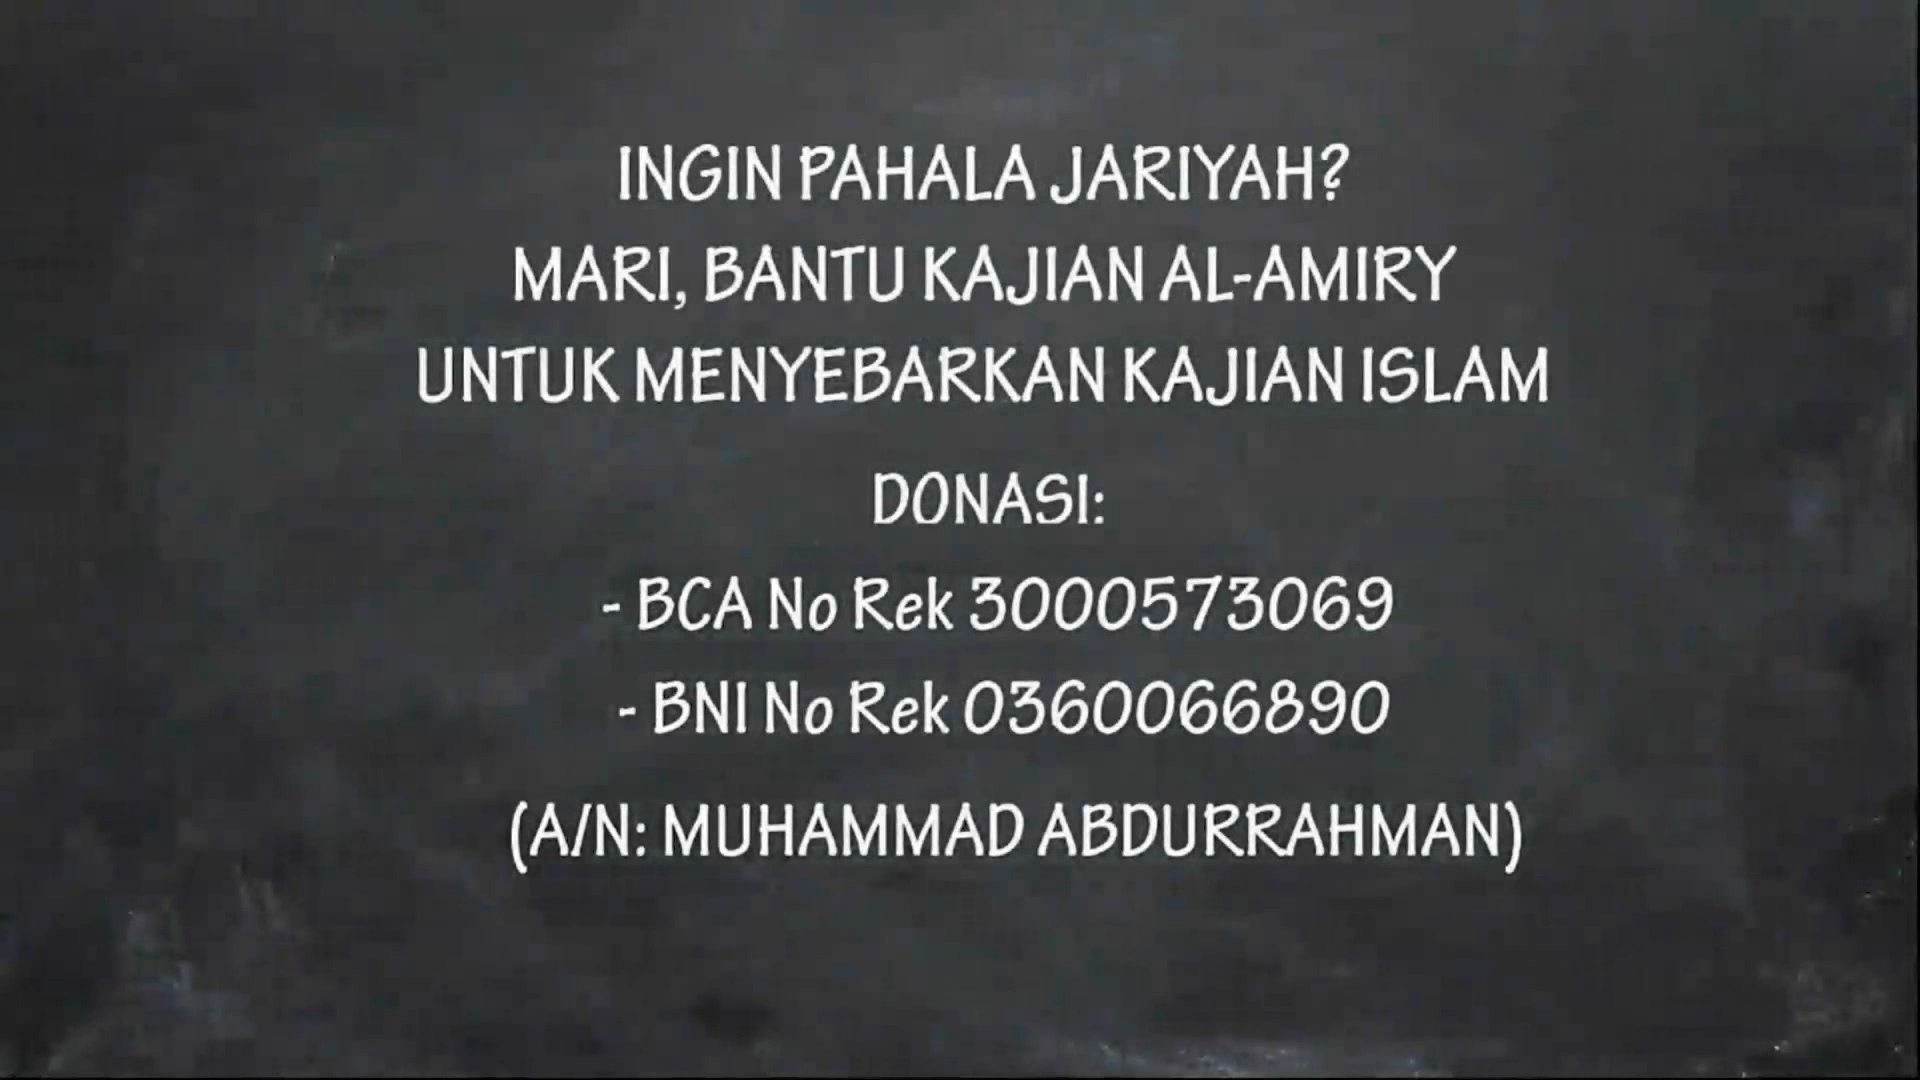 INGIN PAHALA JARIYAH?
MARI, BANTU KAJIAN AL-AMIRY
UNTUK MENYEBARKAN KAJIAN ISLAM
DONASI:
- BCA No Rek 3000573069
- BNI No Rek 0360066890
(A/N: MUHAMMAD ABDURRAHMAN)